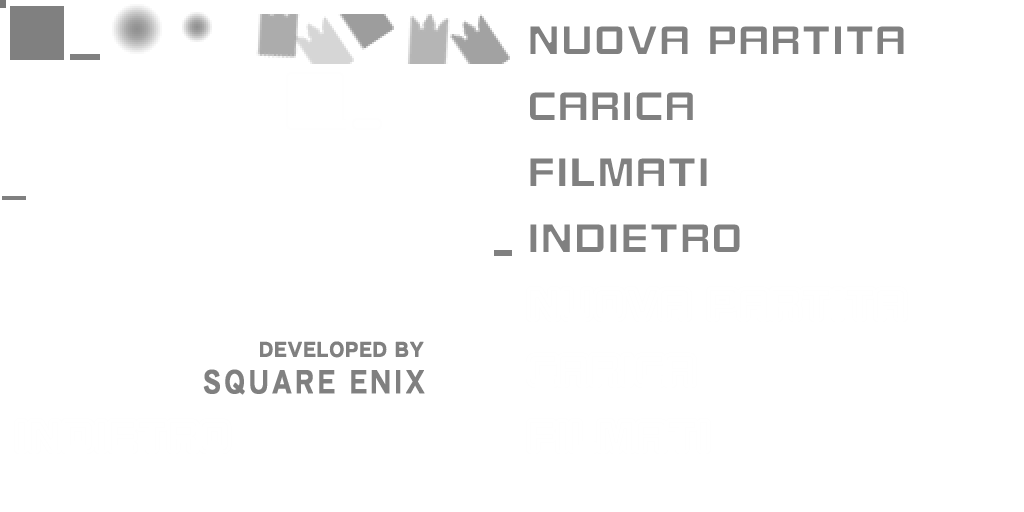 NUOVA PARTITA
CARICA
FILMATI
INDIETRO
DEVELOPED BY
SQUARE ENIX